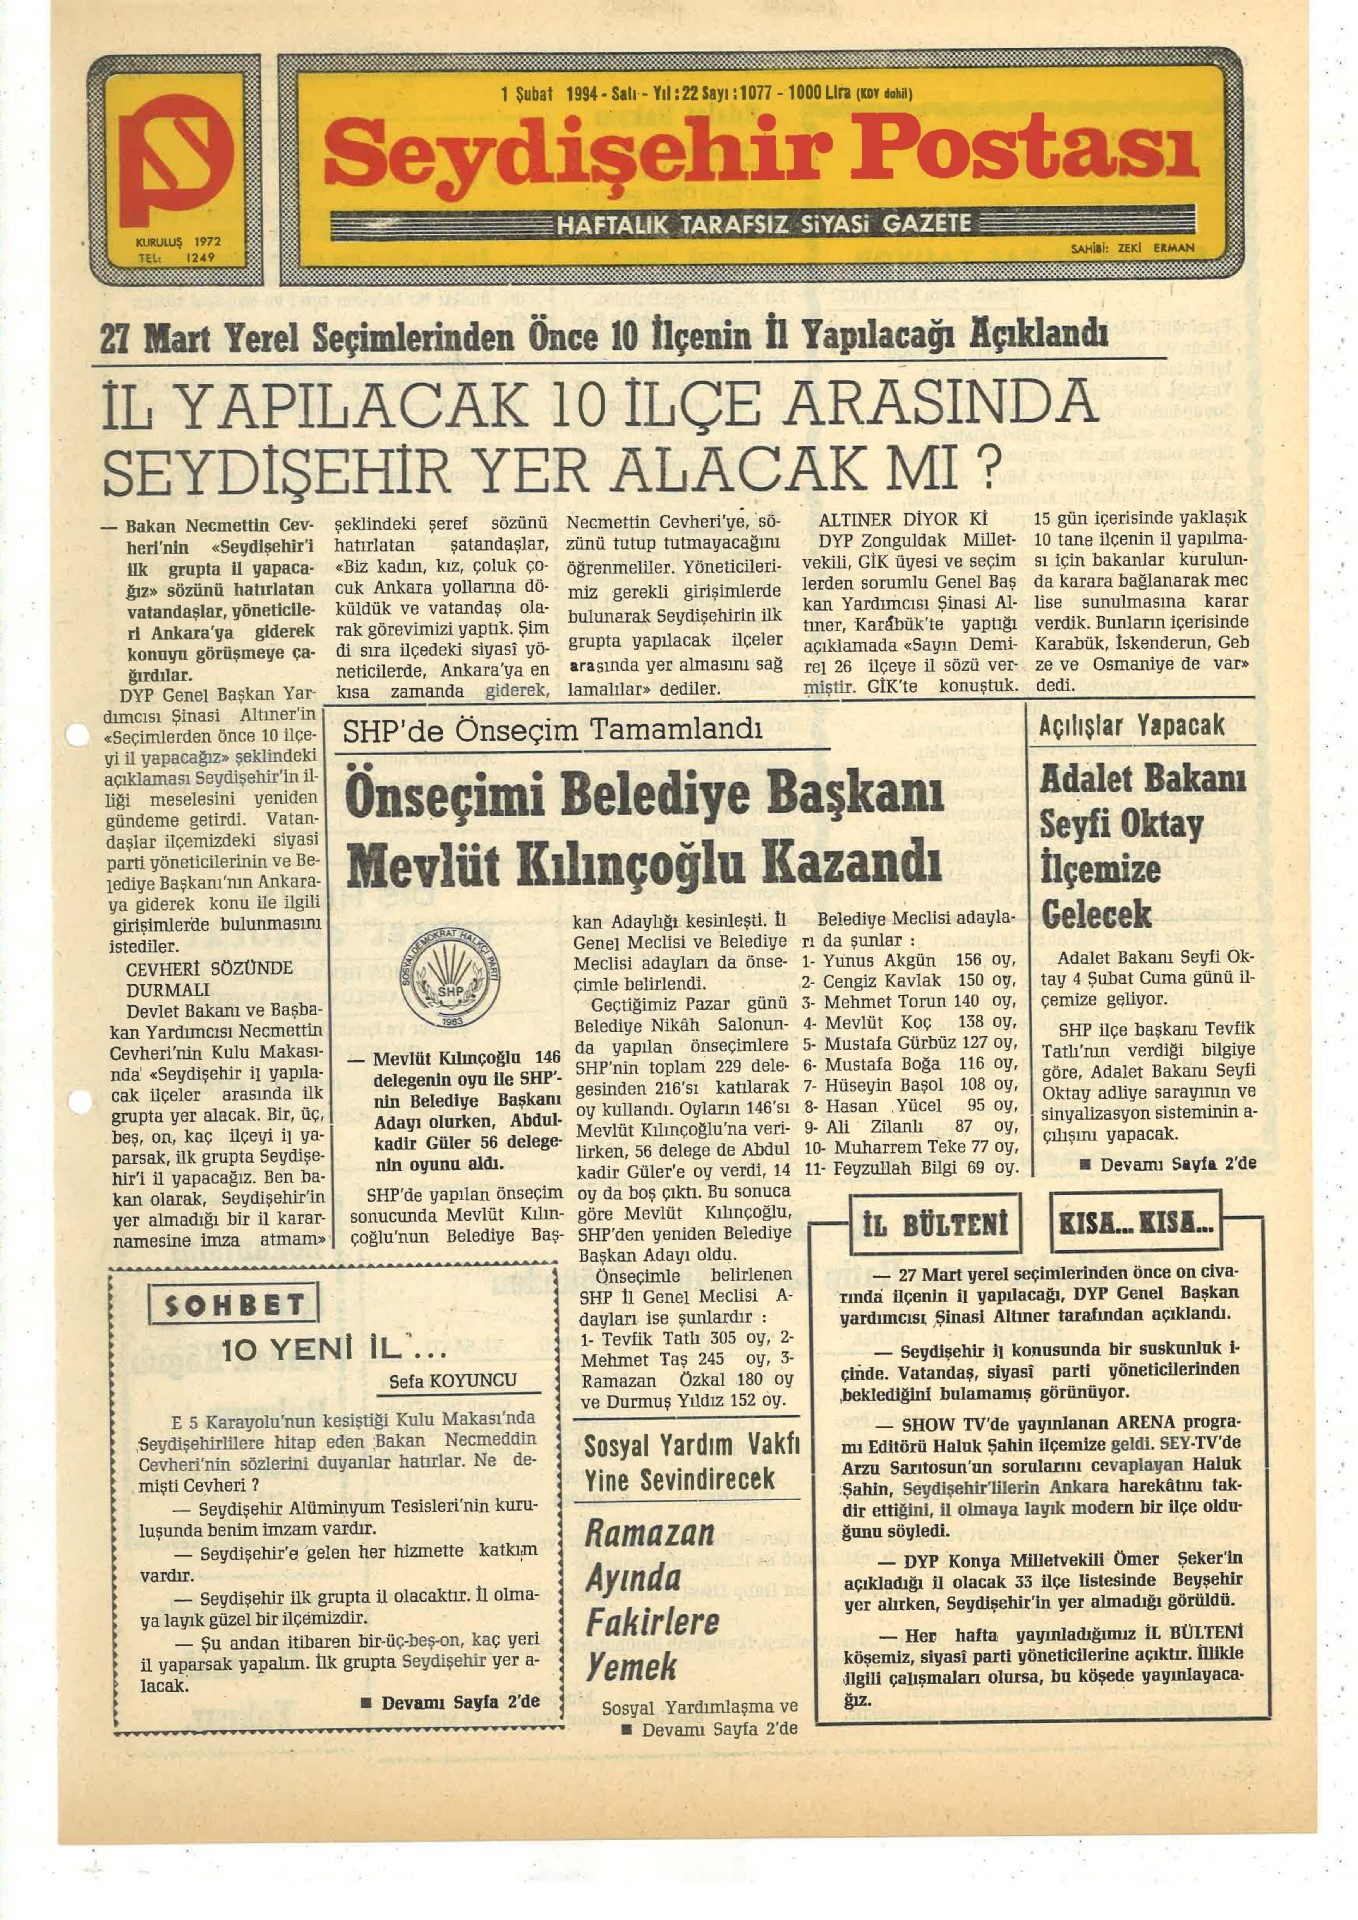 1 Şubat 1994 - Salı - Yıl : 22 Sayı : 1077 - 1000 Lira (KDV dahil)
Seydişehir Postası
HAFTALIK TARAFSIZ SİYASİ GAZETE
SAHİBİ: ZEKİ ERMAN
KURULUŞ 1972
TEL: 1249
27 Mart Yerel Seçimlerinden Önce 10 İlçenin İl Yapılacağı Açıklandı
İL YAPILACAK 10 İLÇE ARASINDA
SEYDİŞEHİR YER ALACAK MI ?
— Bakan Necmettin Cev-
heri'nin «Seydişehir'i
ilk grupta il yapaca-
ğız» sözünü hatırlatan
vatandaşlar, yöneticile-
ri Ankara'ya giderek
konuyu görüşmeye ça-
ğırdılar.
DYP Genel Başkan Yar-
dımcısı Şinasi Altıner'in
«Seçimlerden önce 10 ilçe-
yi il yapacağız» şeklindeki
açıklaması Seydişehir'in il-
liği meselesini yeniden
gündeme getirdi. Vatan-
daşlar ilçemizdeki siyasi
parti yöneticilerinin ve Be-
lediye Başkanı'nın Ankara-
ya giderek konu ile ilgili
girişimlerde bulunmasını
istediler.
CEVHERİ SÖZÜNDE
DURMALI
Devlet Bakanı ve Başba-
kan Yardımcısı Necmettin
Cevheri'nin Kulu Makası-
nda «Seydişehir il yapıla-
cak ilçeler arasında ilk
grupta yer alacak. Bir, üç,
beş, on, kaç ilçeyi il ya-
parsak, ilk grupta Seydişe-
hir'i il yapacağız. Ben ba-
kan olarak, Seydişehir'in
yer almadığı bir il karar-
namesine imza atmam»
şeklindeki şeref sözünü
hatırlatan şatandaşlar,
«Biz kadın, kız, çoluk ço-
cuk Ankara yollarına dö-
küldük ve vatandaş ola-
rak görevimizi yaptık. Şim
di sıra ilçedeki siyasî yö-
neticilerde, Ankara'ya en
kısa zamanda giderek,
Necmettin Cevheri'ye, sö-
zünü tutup tutmayacağını
öğrenmeliler. Yöneticileri-
miz gerekli girişimlerde
bulunarak Seydişehirin ilk
grupta yapılacak ilçeler
arasında yer almasını sağ
lamalılar» dediler.
ALTINER DİYOR Kİ
DYP Zonguldak Millet-
vekili, GİK üyesi ve seçim
lerden sorumlu Genel Baş
kan Yardımcısı Şinasi Al-
tıner, Karabük'te yaptığı
açıklamada «Sayın Demi-
rel 26 ilçeye il sözü ver-
miştir. GİK'te konuştuk.
15 gün içerisinde yaklaşık
10 tane ilçenin il yapılma-
sı için bakanlar kurulun-
da karara bağlanarak mec
lise sunulmasına karar
verdik. Bunların içerisinde
Karabük, İskenderun, Geb
ze ve Osmaniye de var»
dedi.
SHP'de Önseçim Tamamlandı
Önseçimi Belediye Başkanı
Mevlüt Kılınçoğlu Kazandı
SOSYALDEMOKRAT HALKÇI PARTİ
SHP
1983
— Mevlüt Kılınçoğlu 146
delegenin oyu ile SHP'-
nin Belediye Başkanı
Adayı olurken, Abdul-
kadir Güler 56 delege-
nin oyunu aldı.
SHP'de yapılan önseçim
sonucunda Mevlüt Kılın-
çoğlu'nun Belediye Baş-
kan Adaylığı kesinleşti. İl
Genel Meclisi ve Belediye
Meclisi adayları da önse-
çimle belirlendi.
Geçtiğimiz Pazar günü
Belediye Nikâh Salonun-
da yapılan önseçimlere
SHP'nin toplam 229 dele-
gesinden 216'sı katılarak
oy kullandı. Oyların 146'sı
Mevlüt Kılınçoğlu'na veri-
lirken, 56 delege de Abdul
kadir Güler'e oy verdi, 14
oy da boş çıktı. Bu sonuca
göre Mevlüt Kılınçoğlu,
SHP'den yeniden Belediye
Başkan Adayı oldu.
Önseçimle belirlenen
SHP İl Genel Meclisi A-
dayları ise şunlardır :
1- Tevfik Tatlı 305 oy, 2-
Mehmet Taş 245 oy, 3-
Ramazan Özkal 180 oy
ve Durmuş Yıldız 152 oy.
Belediye Meclisi adayla-
rı da şunlar :
1- Yunus Akgün 156 oy,
2- Cengiz Kavlak 150 oy,
3- Mehmet Torun 140 oy,
4- Mevlüt Koç 138 oy,
5- Mustafa Gürbüz 127 oy,
6- Mustafa Boğa 116 oy,
7- Hüseyin Başol 108 oy,
8- Hasan Yücel 95 oy,
9- Ali Zilanlı 87 oy,
10- Muharrem Teke 77 oy,
11- Feyzullah Bilgi 69 oy.
Açılışlar Yapacak
Adalet Bakanı
Seyfi Oktay
İlçemize
Gelecek
Adalet Bakanı Seyfi Ok-
tay 4 Şubat Cuma günü il-
çemize geliyor.
SHP ilçe başkanı Tevfik
Tatlı'nın verdiği bilgiye
göre, Adalet Bakanı Seyfi
Oktay adliye sarayının ve
sinyalizasyon sisteminin a-
çılışını yapacak.
■ Devamı Sayfa 2'de
SOHBET
10 YENİ İL ...
Sefa KOYUNCU
E 5 Karayolu'nun kesiştiği Kulu Makası'nda
Seydişehirlilere hitap eden Bakan Necmeddin
Cevheri'nin sözlerini duyanlar hatırlar. Ne de-
mişti Cevheri ?
— Seydişehir Alüminyum Tesisleri'nin kuru-
luşunda benim imzam vardır.
— Seydişehir'e gelen her hizmette katkım
vardır.
— Seydişehir ilk grupta il olacaktır. İl olma-
ya layık güzel bir ilçemizdir.
— Şu andan itibaren bir-üç-beş-on, kaç yeri
il yaparsak yapalım. İlk grupta Seydişehir yer a-
lacak.
■ Devamı Sayfa 2'de
Sosyal Yardım Vakfı
Yine Sevindirecek
Ramazan
Ayında
Fakirlere
Yemek
Sosyal Yardımlaşma ve
■ Devamı Sayfa 2'de
İL BÜLTENİ
KISA... KISA...
— 27 Mart yerel seçimlerinden önce on civa-
rında ilçenin il yapılacağı, DYP Genel Başkan
yardımcısı Şinasi Altıner tarafından açıklandı.
— Seydişehir il konusunda bir suskunluk i-
çinde. Vatandaş, siyasî parti yöneticilerinden
beklediğini bulamamış görünüyor.
— SHOW TV'de yayınlanan ARENA progra-
mı Editörü Haluk Şahin ilçemize geldi. SEY-TV'de
Arzu Sarıtosun'un sorularını cevaplayan Haluk
Şahin, Seydişehir'lilerin Ankara harekâtını tak-
dir ettiğini, il olmaya layık modern bir ilçe oldu-
ğunu söyledi.
— DYP Konya Milletvekili Ömer Şeker'in
açıkladığı il olacak 33 ilçe listesinde Beyşehir
yer alırken, Seydişehir'in yer almadığı görüldü.
— Her hafta yayınladığımız İL BÜLTENİ
köşemiz, siyasî parti yöneticilerine açıktır. İllikle
ilgili çalışmaları olursa, bu köşede yayınlayaca-
ğız.